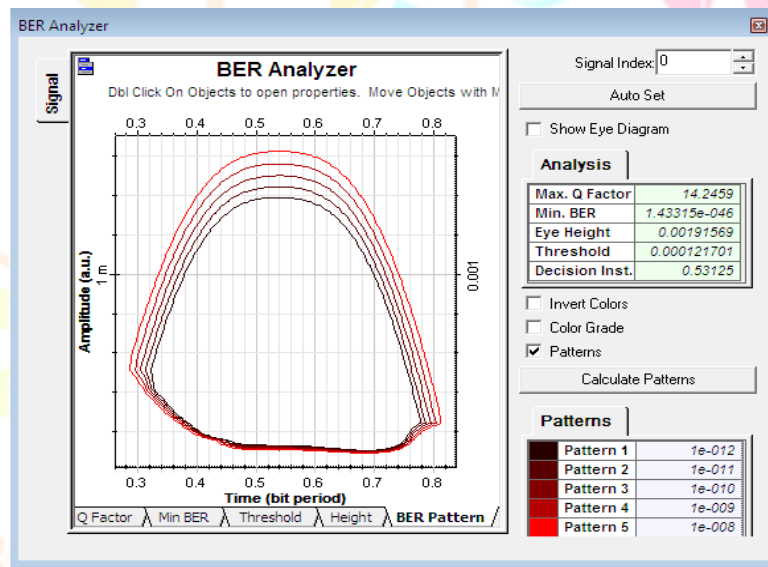 BER Analyzer
Signal
BER Analyzer
Dbl Click On Objects to open properties. Move Objects with M
0.3 0.4 0.5 0.6 0.7 0.8
Amplitude (a.u.)
1 m
0.001
0.3 0.4 0.5 0.6 0.7 0.8
Time (bit period)
Q Factor Min BER Threshold Height BER Pattern
Signal Index: 0
Auto Set
Show Eye Diagram
Analysis
Max. Q Factor 14.2459
Min. BER 1.43315e-046
Eye Height 0.00191569
Threshold 0.000121701
Decision Inst. 0.53125
Invert Colors
Color Grade
Patterns
Calculate Patterns
Patterns
Pattern 1 1e-012
Pattern 2 1e-011
Pattern 3 1e-010
Pattern 4 1e-009
Pattern 5 1e-008